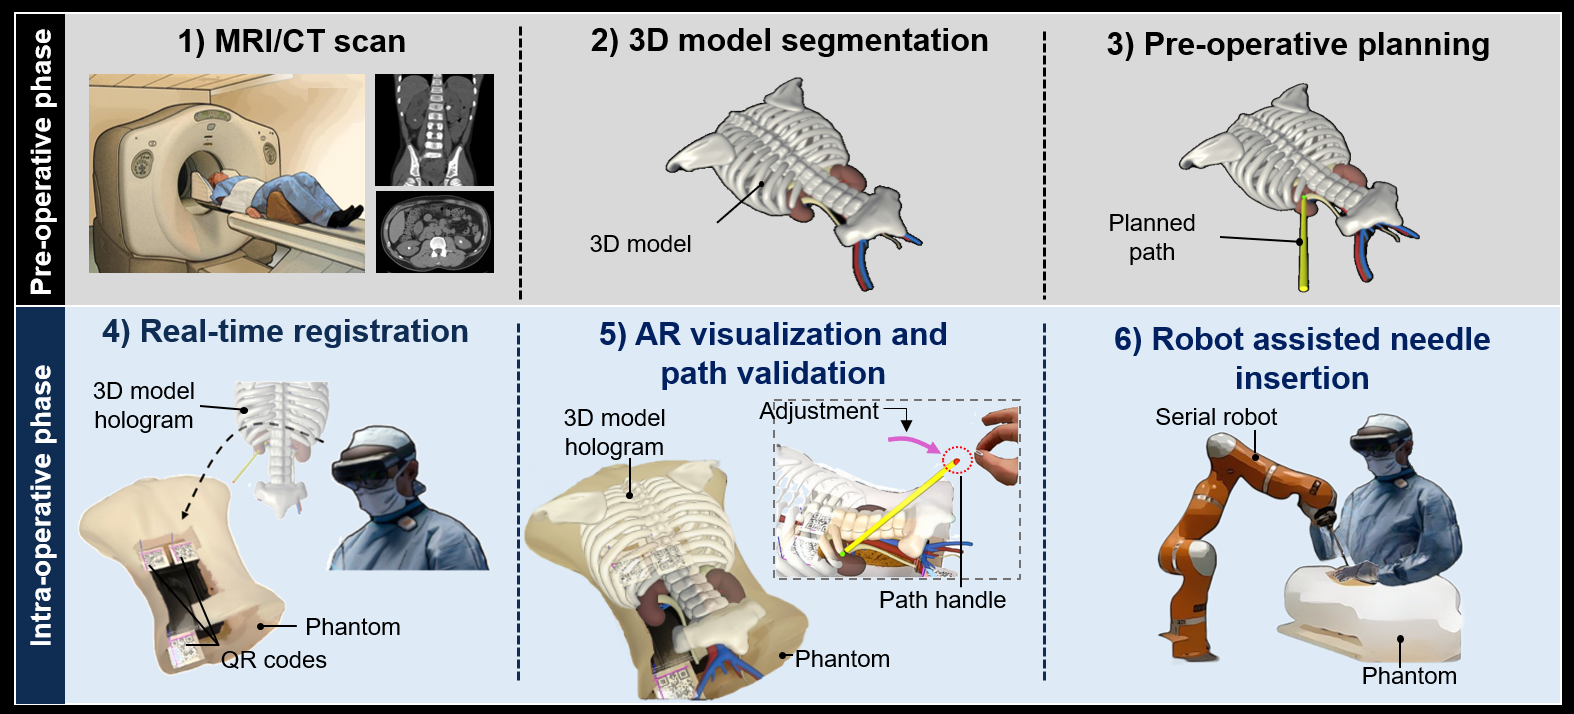 Pre-operative phase
1) MRI/CT scan
2) 3D model segmentation
3D model
3) Pre-operative planning
Planned
path
Intra-operative phase
4) Real-time registration
3D model
hologram
Phantom
QR codes
5) AR visualization and
path validation
3D model
hologram
Adjustment
Path handle
Phantom
6) Robot assisted needle
insertion
Serial robot
Phantom